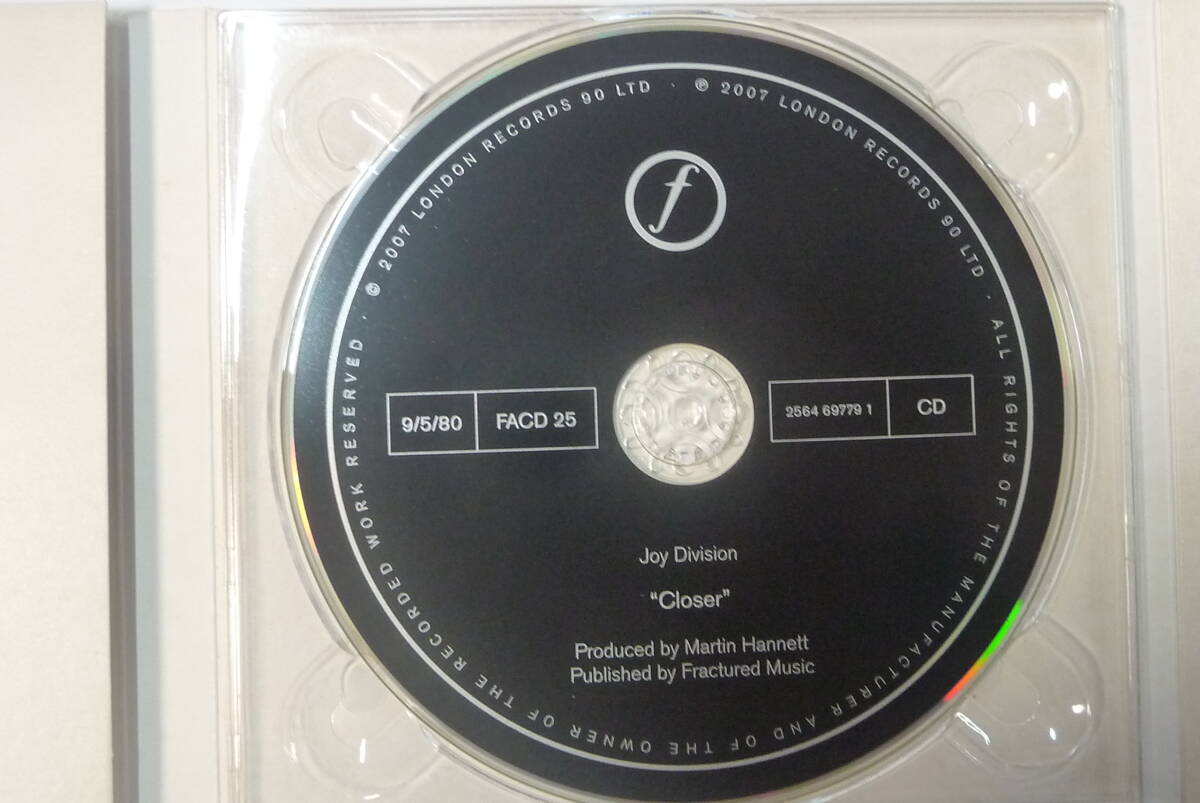 © 2007 LONDON RECORDS 90 LTD · ℗ 2007 LONDON RECORDS 90 LTD · ALL RIGHTS OF THE MANUFACTURER AND OF THE OWNER OF THE RECORDED WORK RESERVED ·
f
9/5/80 FACD 25 2564 69779 1 CD
Joy Division
“Closer”
Produced by Martin Hannett
Published by Fractured Music